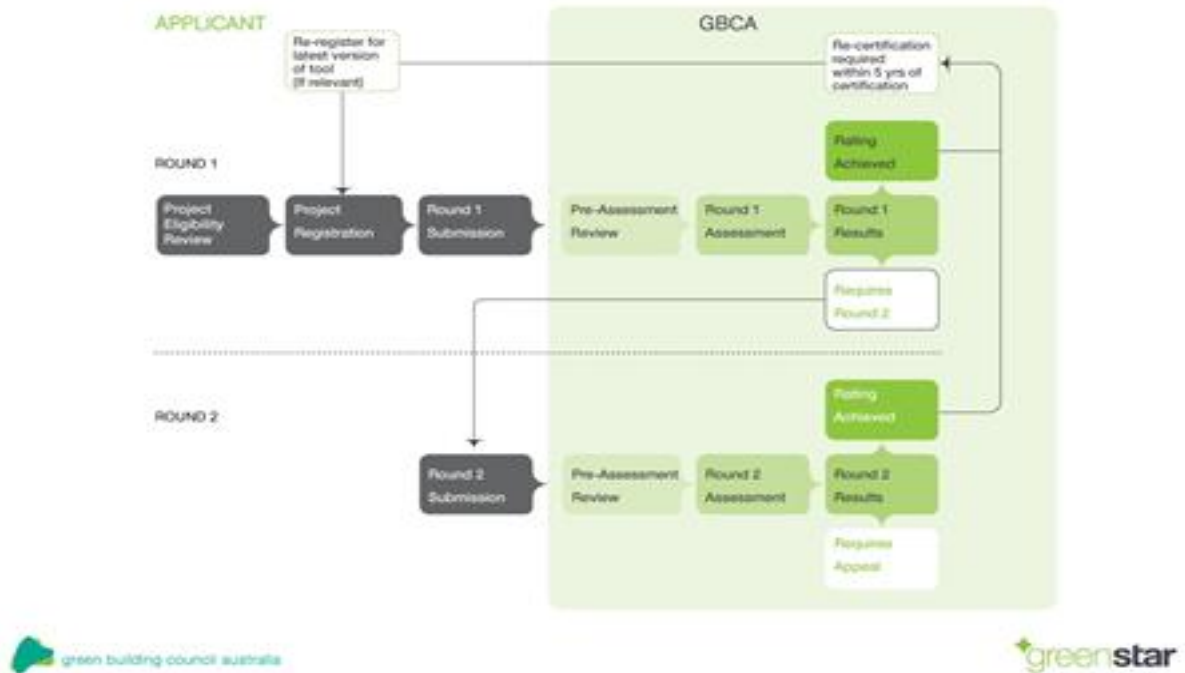 APPLICANT
GBCA
Re-register for
latest version
of tool
(If relevant)
Re-certification
required
within 5 yrs of
certification
ROUND 1
Rating
Achieved
Project
Eligibility
Review
Project
Registration
Round 1
Submission
Pre-Assessment
Review
Round 1
Assessment
Round 1
Results
Requires
Round 2
ROUND 2
Rating
Achieved
Round 2
Submission
Pre-Assessment
Review
Round 2
Assessment
Round 2
Results
Requires
Appeal
green building council australia
greenstar